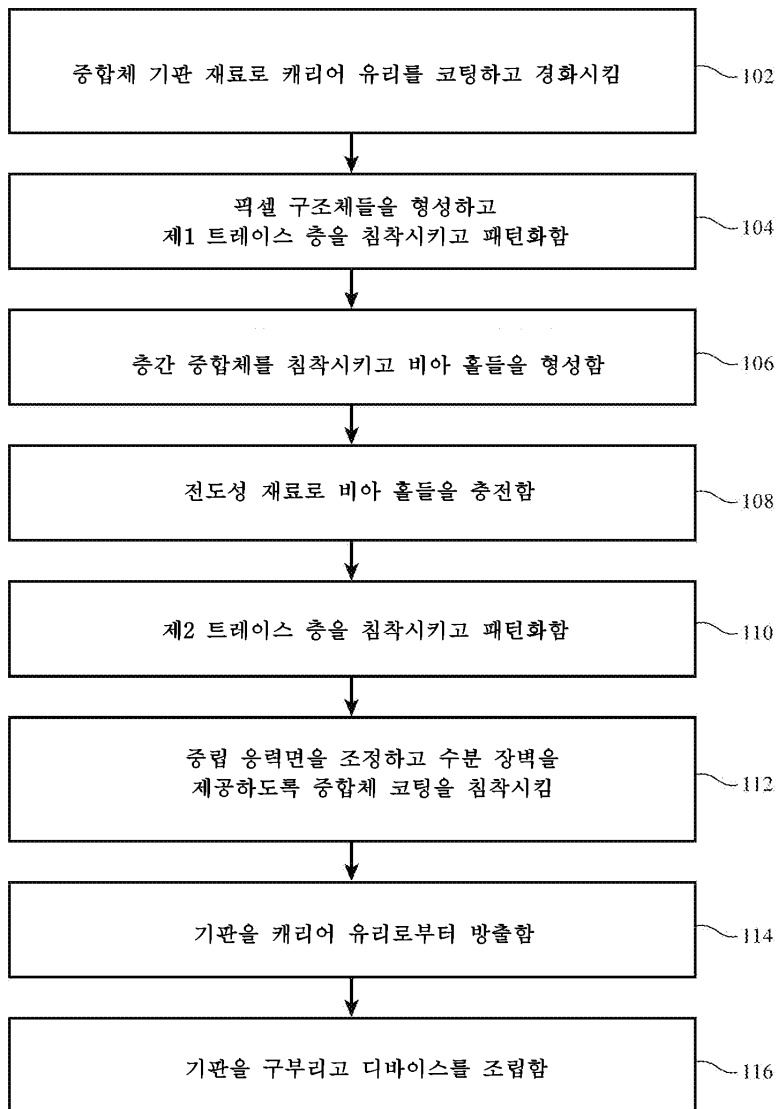 중합체 기판 재료로 캐리어 유리를 코팅하고 경화시킴
102
픽셀 구조체들을 형성하고
제1 트레이스 층을 침착시키고 패턴화함
104
층간 중합체를 침착시키고 비아 홀들을 형성함
106
전도성 재료로 비아 홀들을 충전함
108
제2 트레이스 층을 침착시키고 패턴화함
110
중립 응력면을 조정하고 수분 장벽을
제공하도록 중합체 코팅을 침착시킴
112
기판을 캐리어 유리로부터 방출함
114
기판을 구부리고 디바이스를 조립함
116